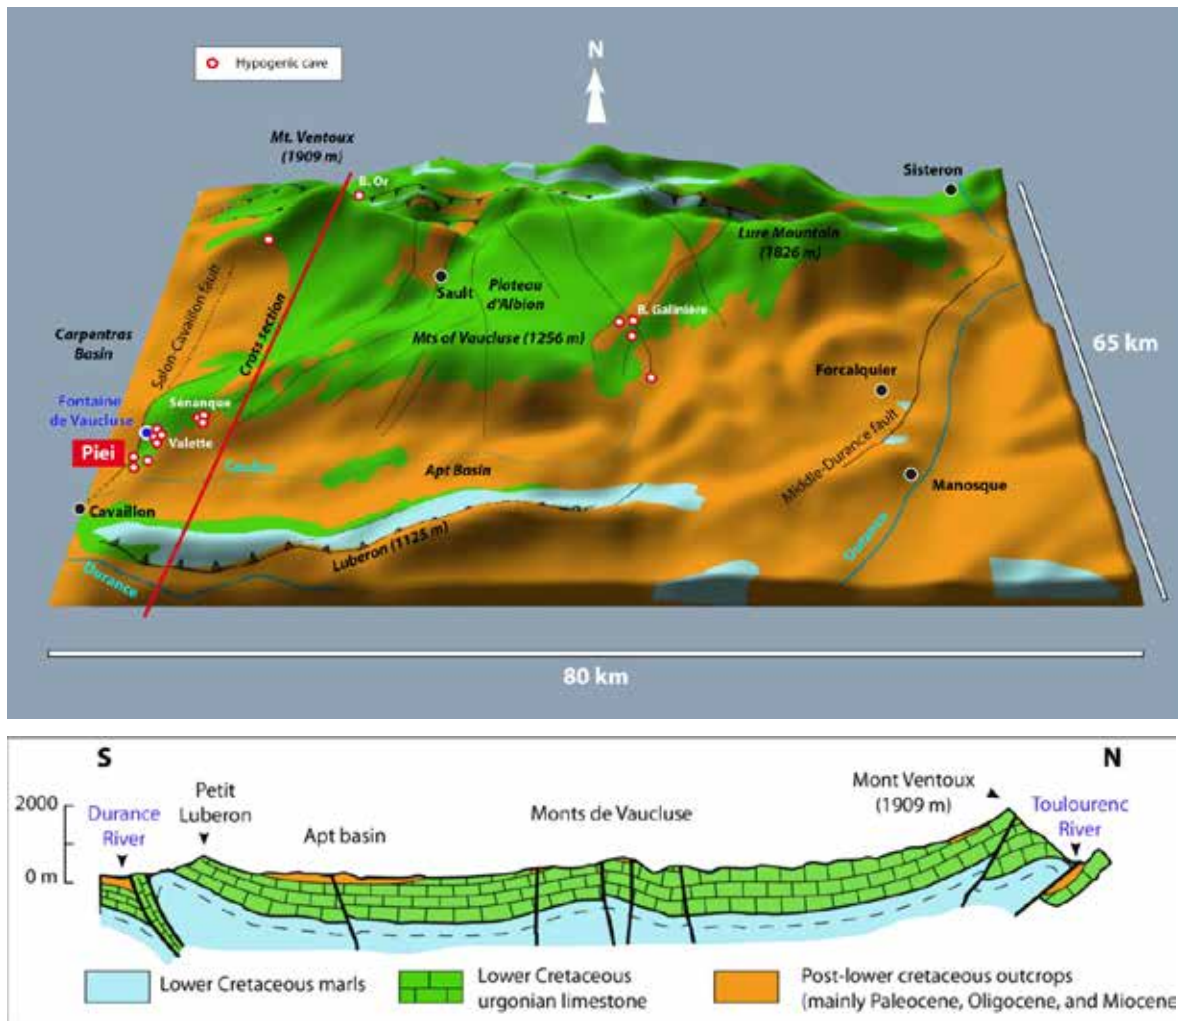 Hypogenic cave
N
Mt. Ventoux
(1909 m)
B. Or
Sisteron
Lure Mountain
(1826 m)
Sault
Plateau
d'Albion
Salon-Cavaillon fault
Cross section
Carpentras
Basin
B. Galinière
Mts of Vaucluse (1256 m)
65 km
Forcalquier
Fontaine
de Vaucluse
Sénanque
Valette
Piei
Caulon
Apt Basin
Middle-Durance fault
Manosque
Cavaillon
Luberon (1125 m)
Durance
Durance
80 km
S
N
2000
0 m
Durance
River
Petit
Luberon
Apt basin
Monts de Vaucluse
Mont Ventoux
(1909 m)
Toulourenc
River
Lower Cretaceous marls
Lower Cretaceous
urgonian limestone
Post-lower cretaceous outcrops
(mainly Paleocene, Oligocene, and Miocene